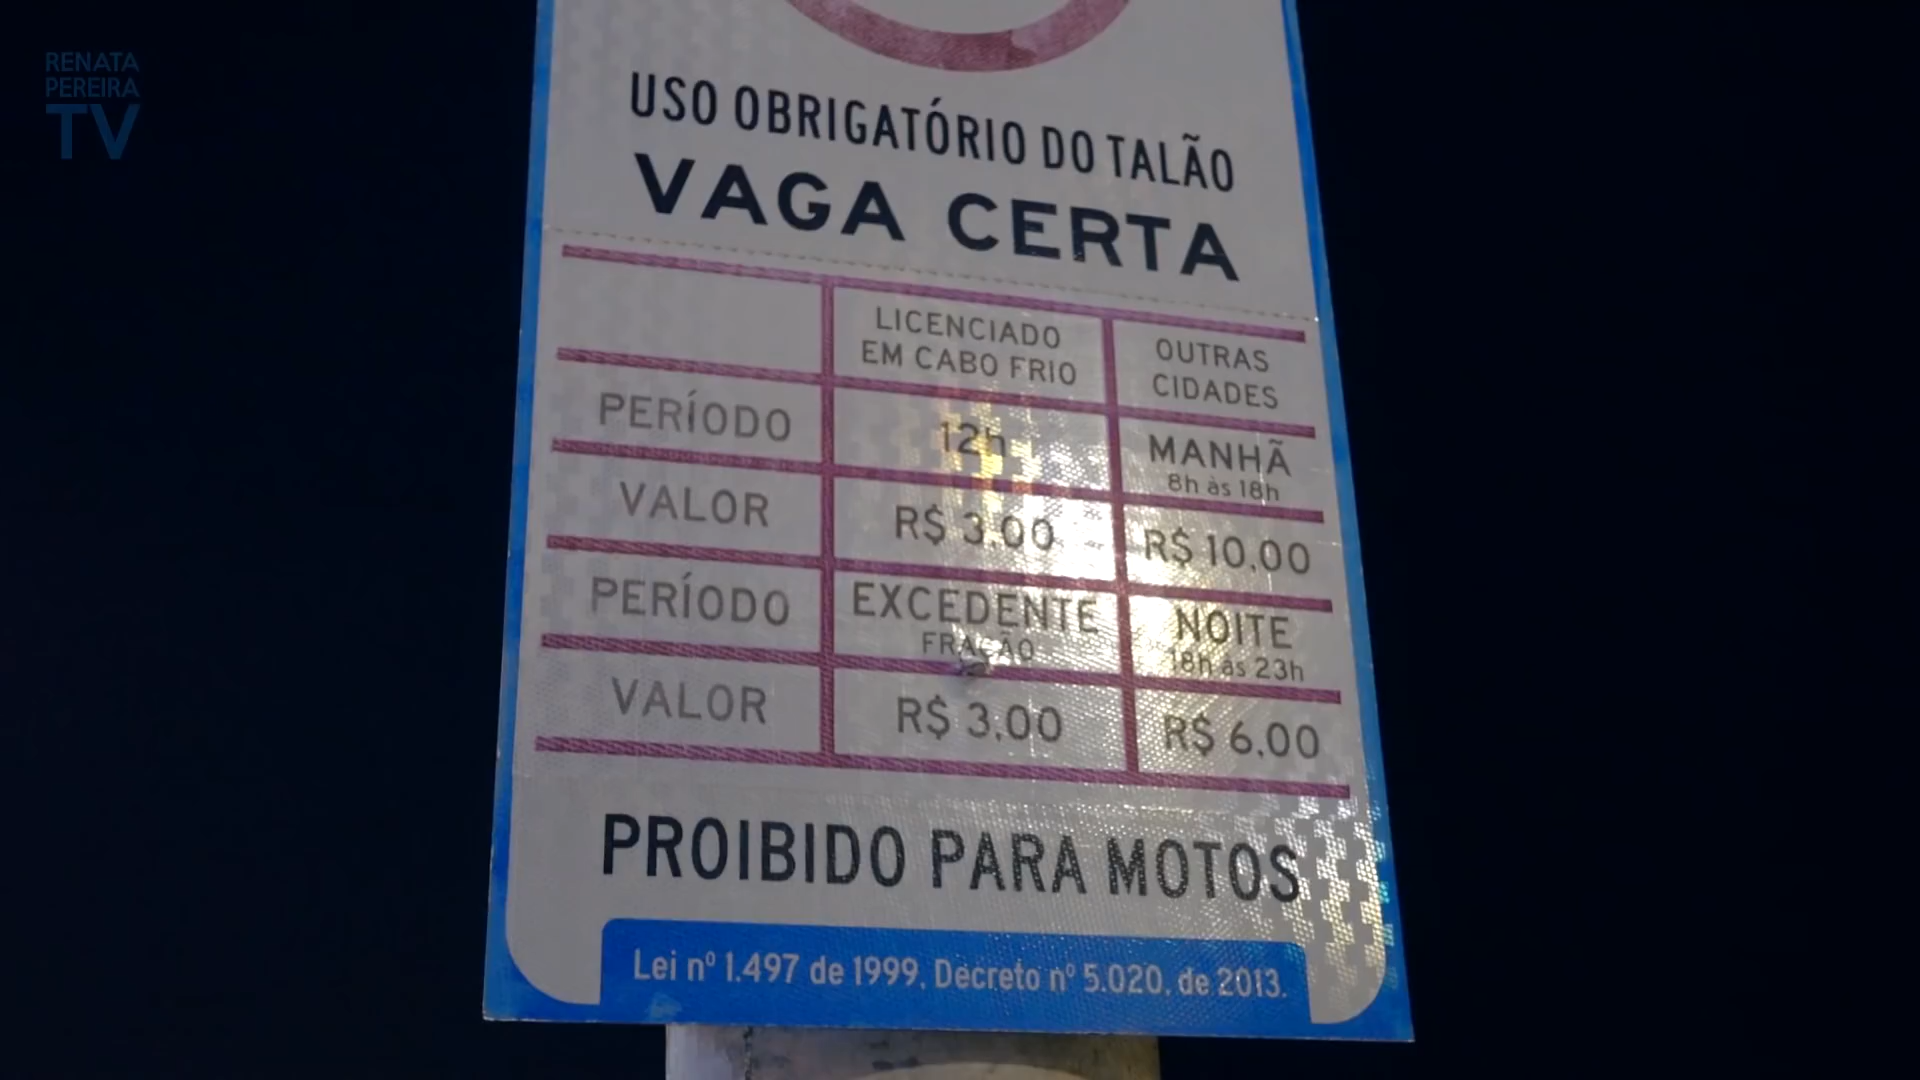 RENATA
PEREIRA
TV
USO OBRIGATÓRIO DO TALÃO
VAGA CERTA
LICENCIADO
EM CABO FRIO
OUTRAS
CIDADES
PERÍODO
12h
MANHÃ
8h às 18h
VALOR
R$ 3,00
R$ 10,00
PERÍODO
EXCEDENTE
FRAÇÃO
NOITE
18h às 23h
VALOR
R$ 3,00
R$ 6,00
PROIBIDO PARA MOTOS
Lei nº 1.497 de 1999, Decreto nº 5.020, de 2013.